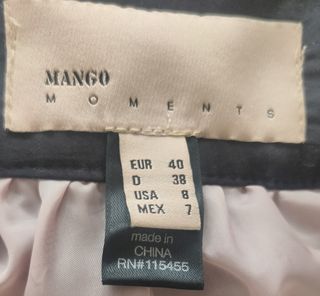 MANGO
MOMENTS
EUR 40
D 38
USA 8
MEX 7
made in
CHINA
RN#115455